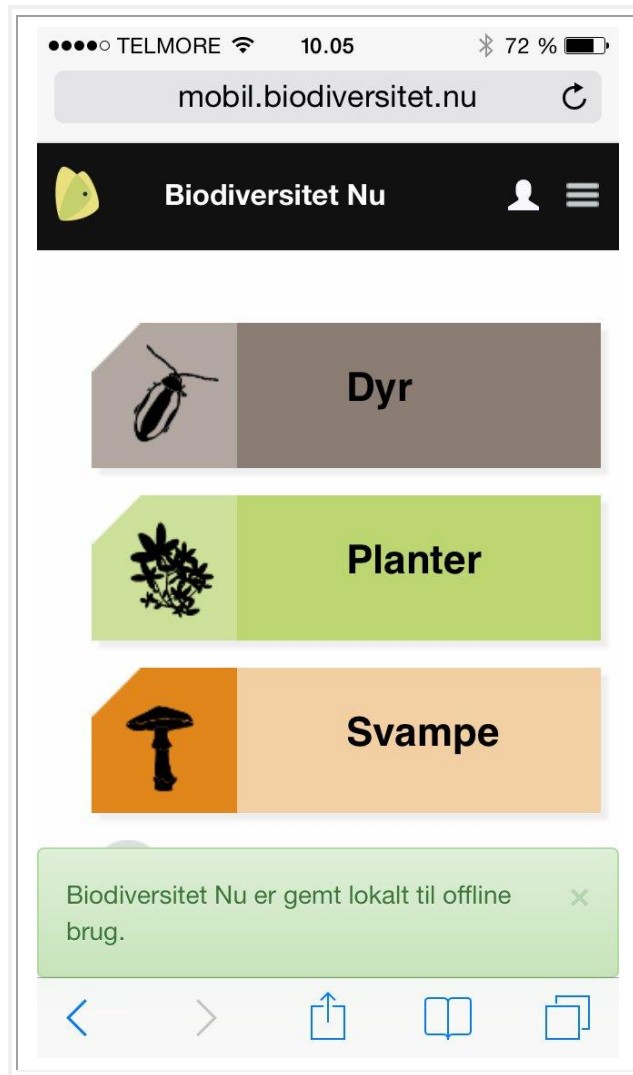 TELMORE 10.05 72 %
mobil.biodiversitet.nu
Biodiversitet Nu
Dyr
Planter
Svampe
Biodiversitet Nu er gemt lokalt til offline
brug.